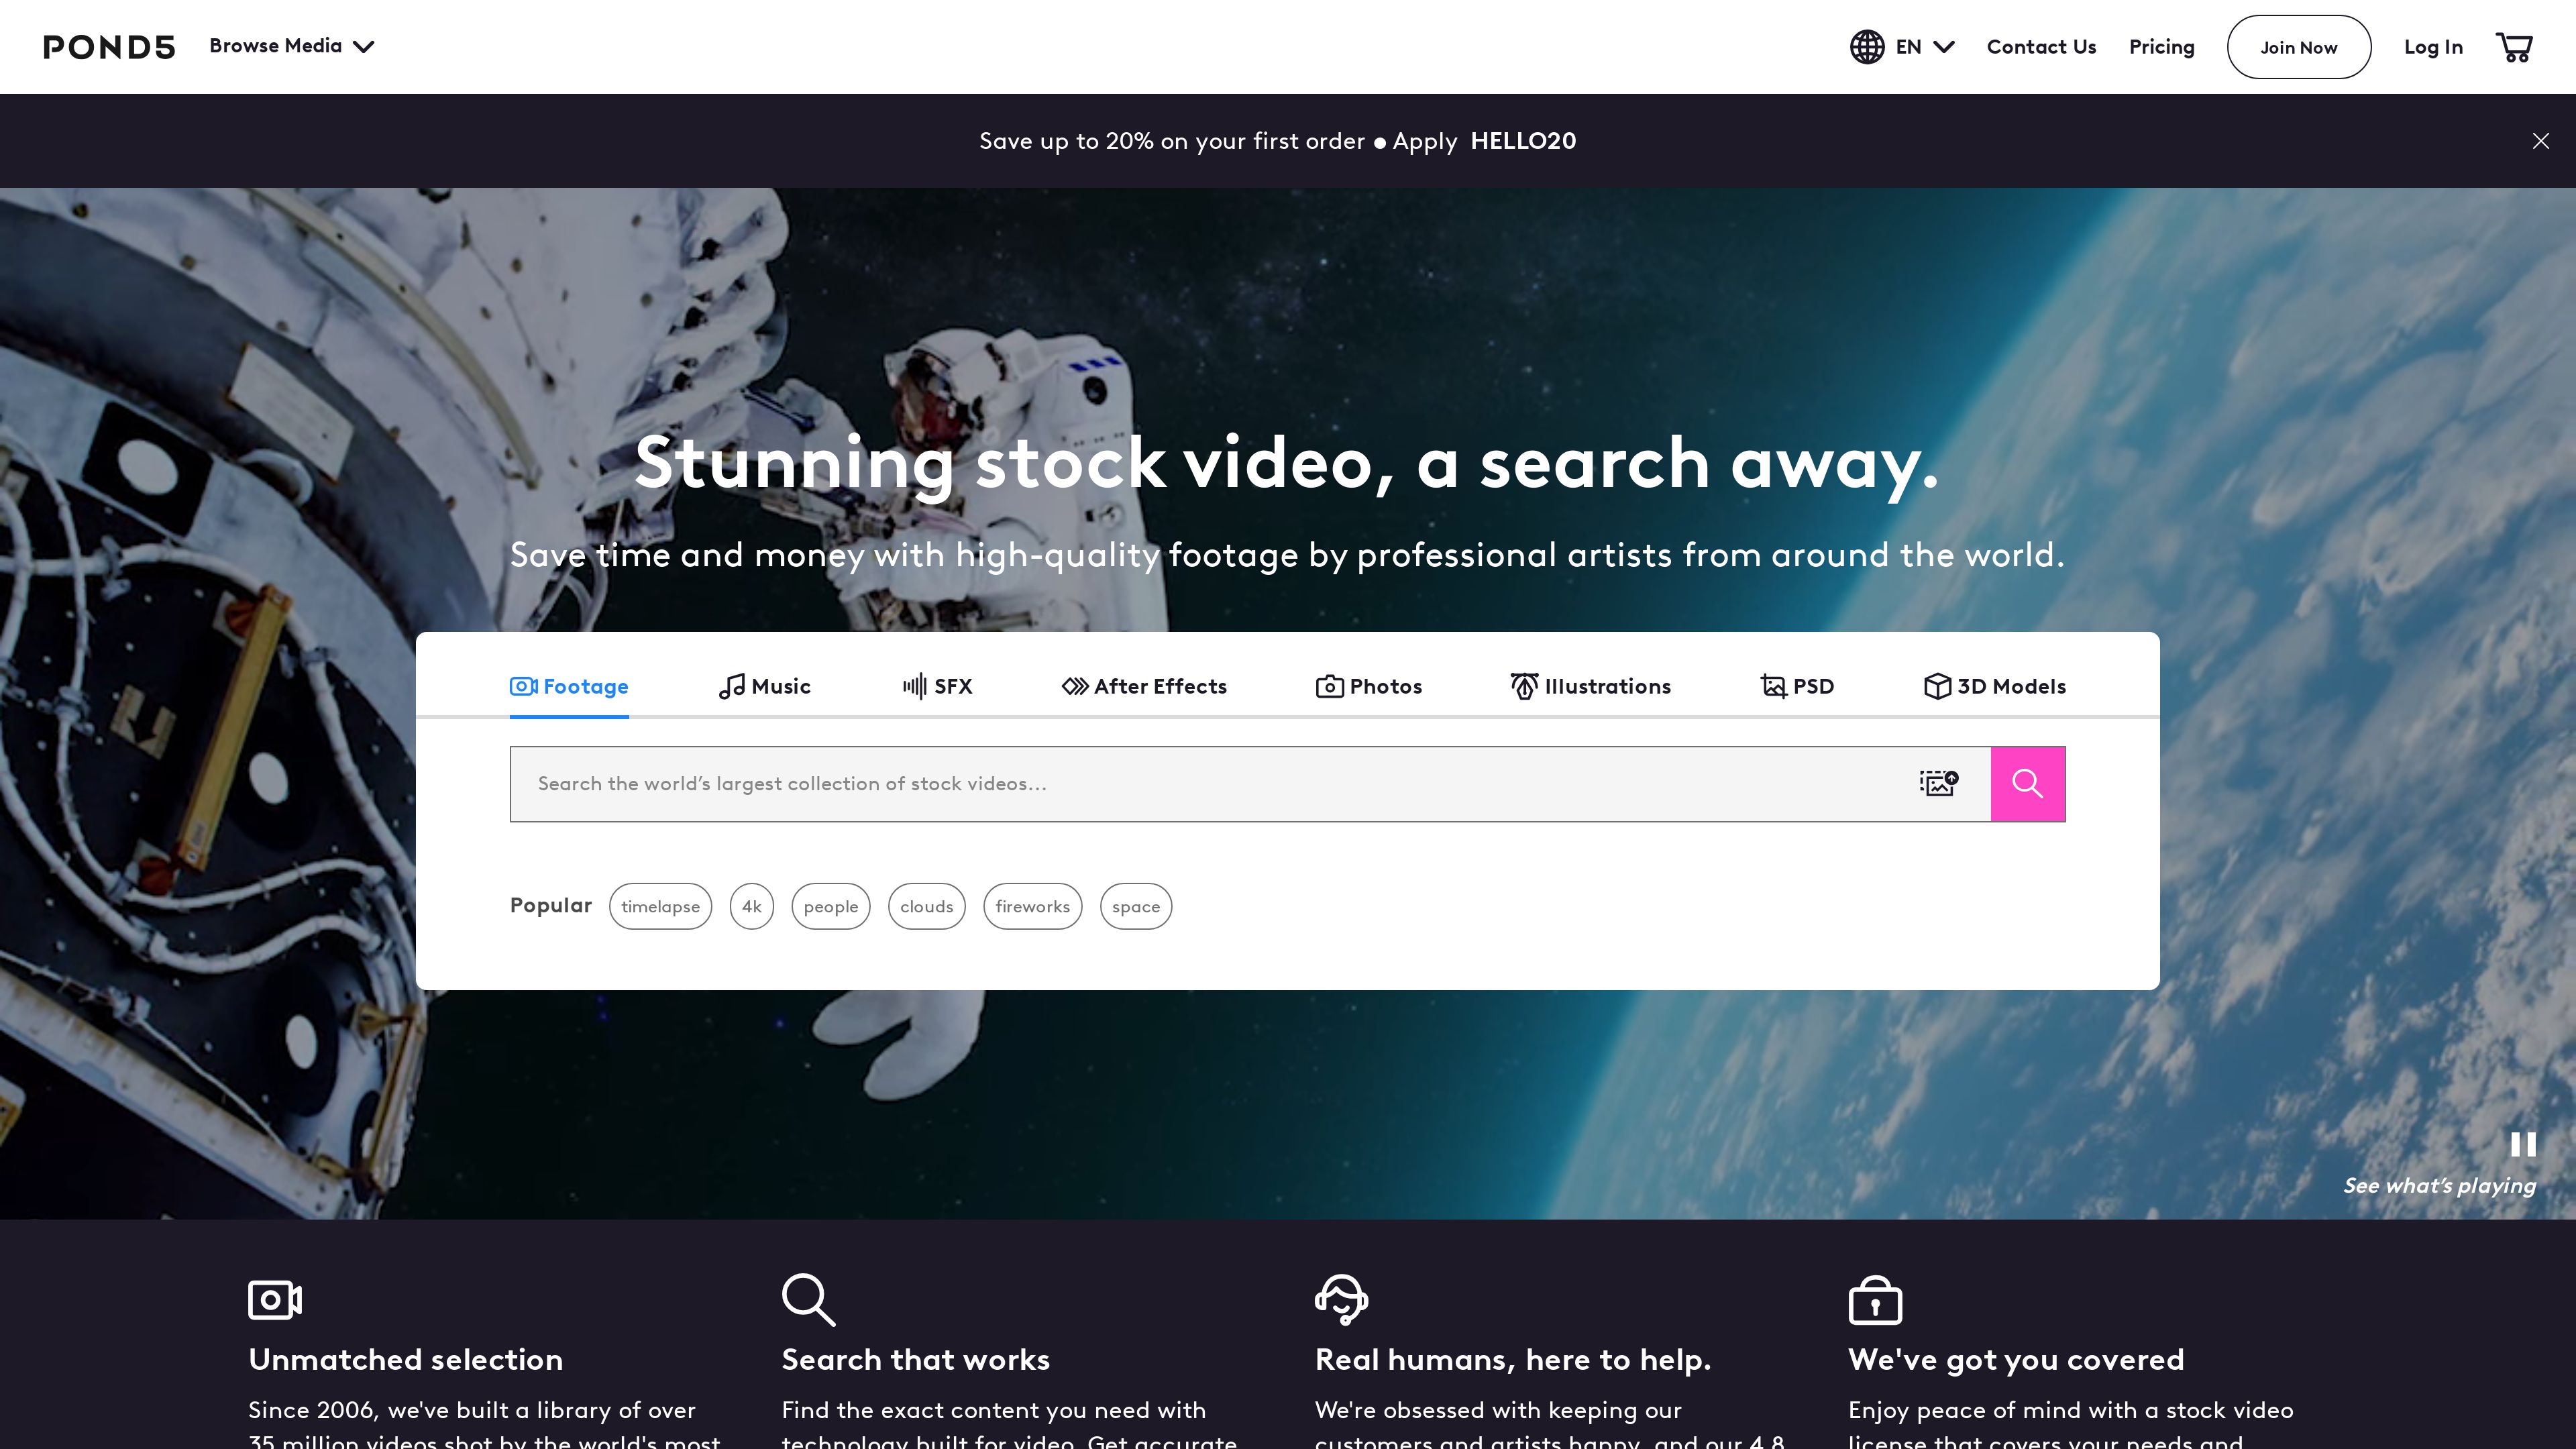 POND5 Browse Media EN Contact Us Pricing Join Now Log In
Save up to 20% on your first order • Apply HELLO20
Stunning stock video, a search away.
Save time and money with high-quality footage by professional artists from around the world.
Footage Music SFX After Effects Photos Illustrations PSD 3D Models
Search the world's largest collection of stock videos...
Popular timelapse 4k people clouds fireworks space
See what's playing
Unmatched selection
Since 2006, we've built a library of over
35 million videos shot by the world's most
Search that works
Find the exact content you need with
technology built for video. Get accurate
Real humans, here to help.
We're obsessed with keeping our
customers and artists happy, and our 4.8
We've got you covered
Enjoy peace of mind with a stock video
license that covers your needs and